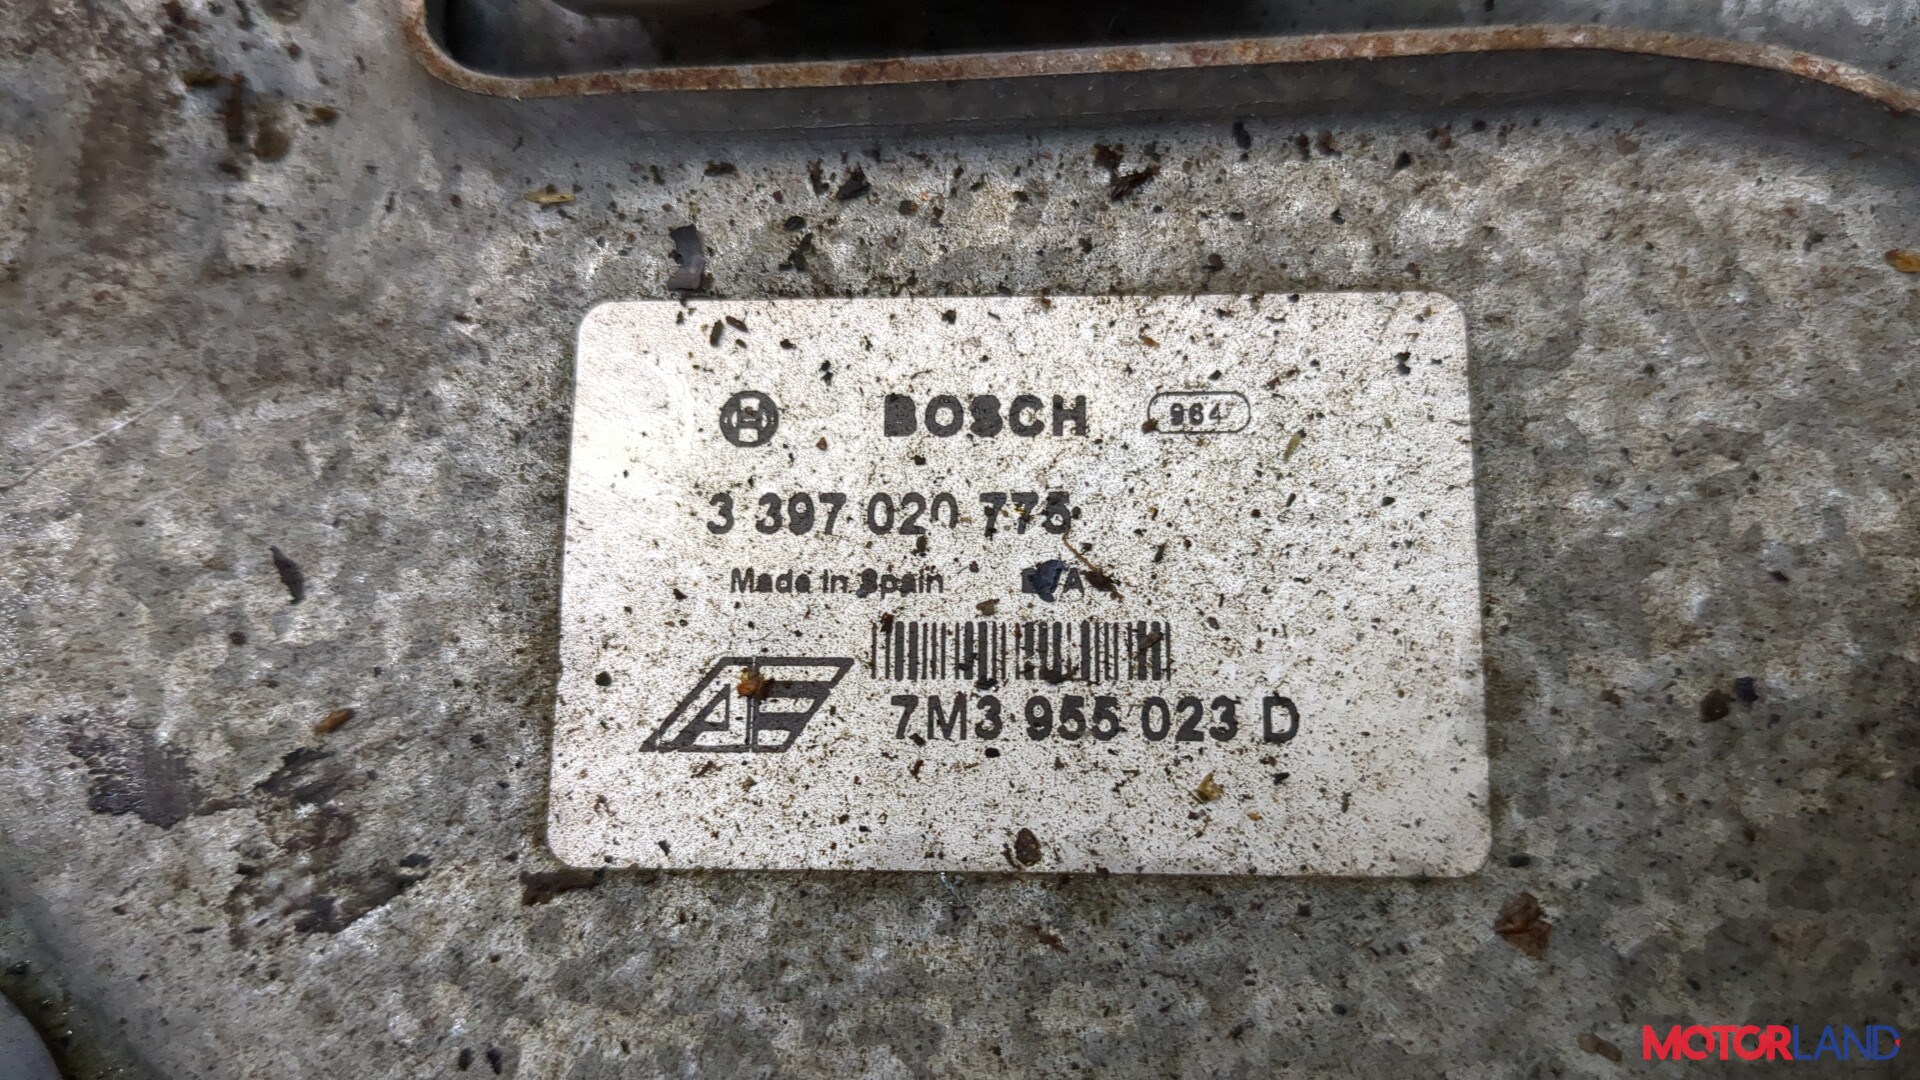 BOSCH 964
3 397 020 775
Made in Spain
7M3 955 023 D
MOTORLAND